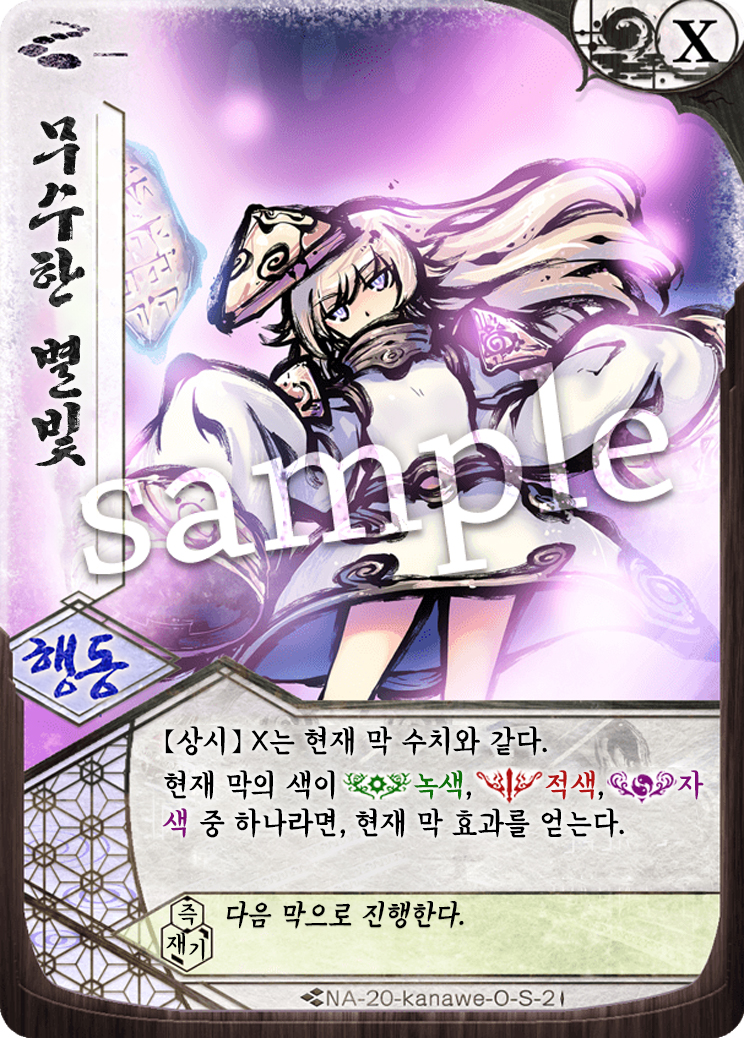 X
무수한 별빛
sample
행동
【상시】X는 현재 막 수치와 같다.
현재 막의 색이 녹색, 적색, 자
색 중 하나라면, 현재 막 효과를 얻는다.
즉
재기
다음 막으로 진행한다.
NA-20-kanawe-O-S-2